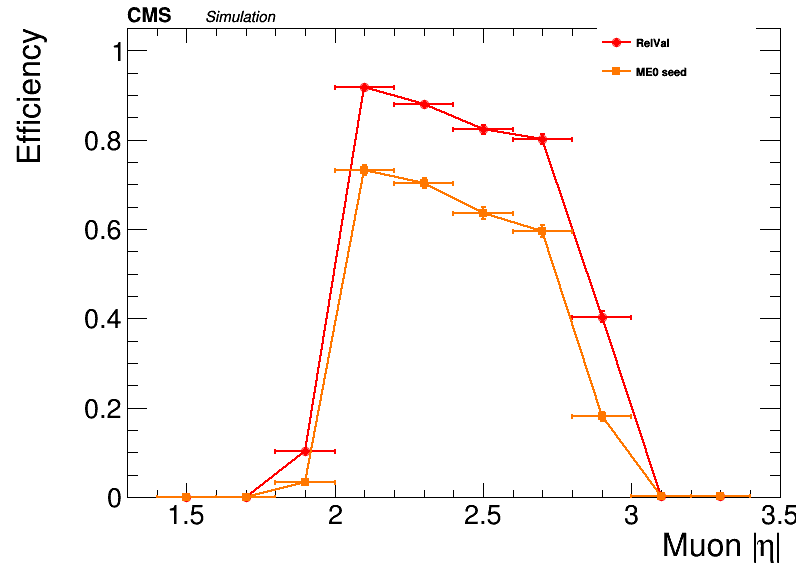 CMS Simulation
RelVal
ME0 seed
Efficiency
1
0.8
0.6
0.4
0.2
0
1.5 2 2.5 3 3.5
Muon |η|